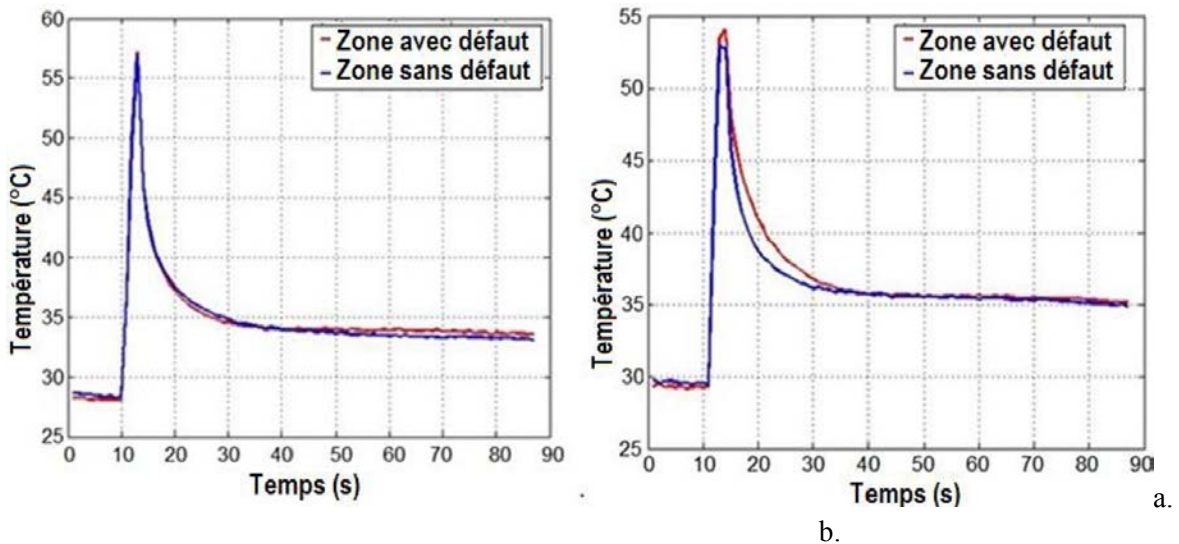 60
55
50
45
40
35
30
25
0 10 20 30 40 50 60 70 80 90
Température (°C)
Temps (s)
Zone avec défaut
Zone sans défaut
.
55
50
45
40
35
30
25
0 10 20 30 40 50 60 70 80 90
Température (°C)
Temps (s)
Zone avec défaut
Zone sans défaut
a.
b.